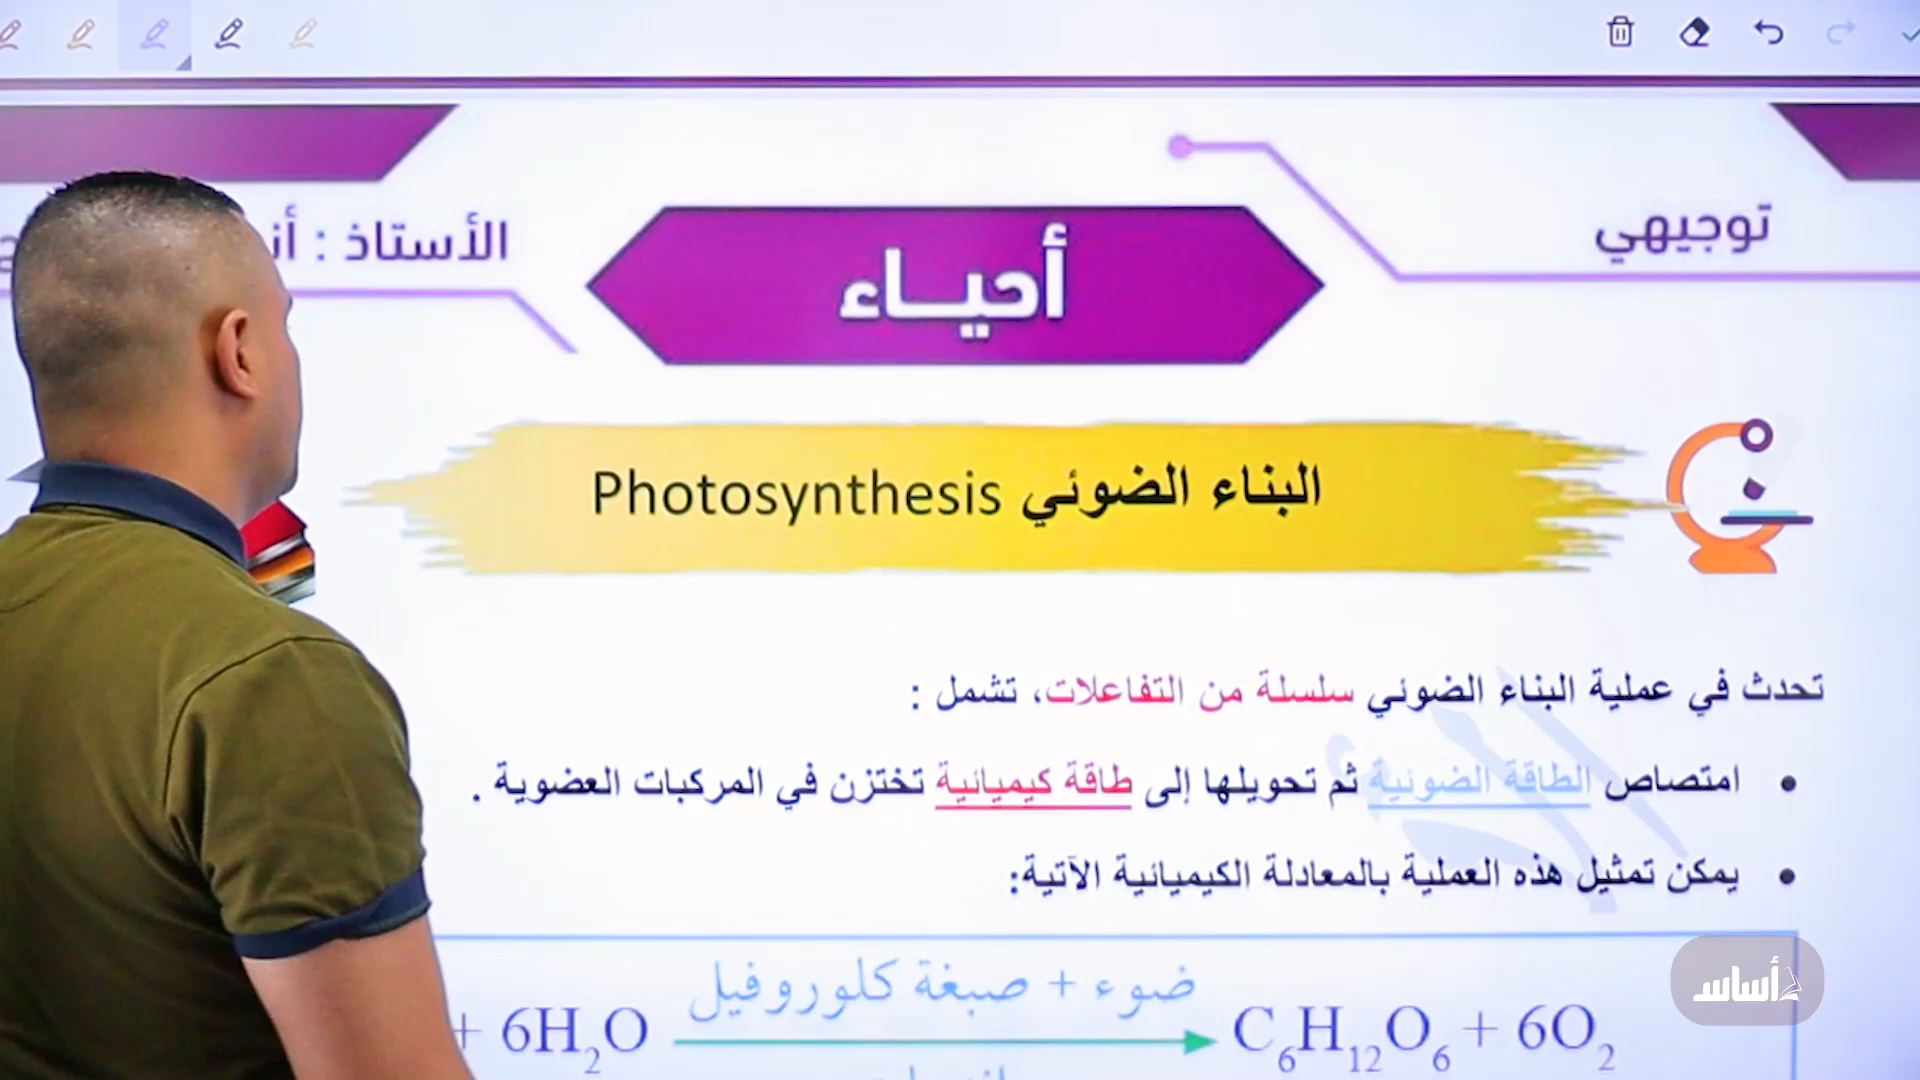 توجيهي
أحياء
الأستاذ :
البناء الضوئي Photosynthesis
تحدث في عملية البناء الضوئي سلسلة من التفاعلات، تشمل :
• امتصاص الطاقة الضوئية ثم تحويلها إلى طاقة كيميائية تختزن في المركبات العضوية .
• يمكن تمثيل هذه العملية بالمعادلة الكيميائية الآتية:
ضوء + صبغة كلوروفيل
+ 6H₂O → C₆H₁₂O₆ + 6O₂
أساس